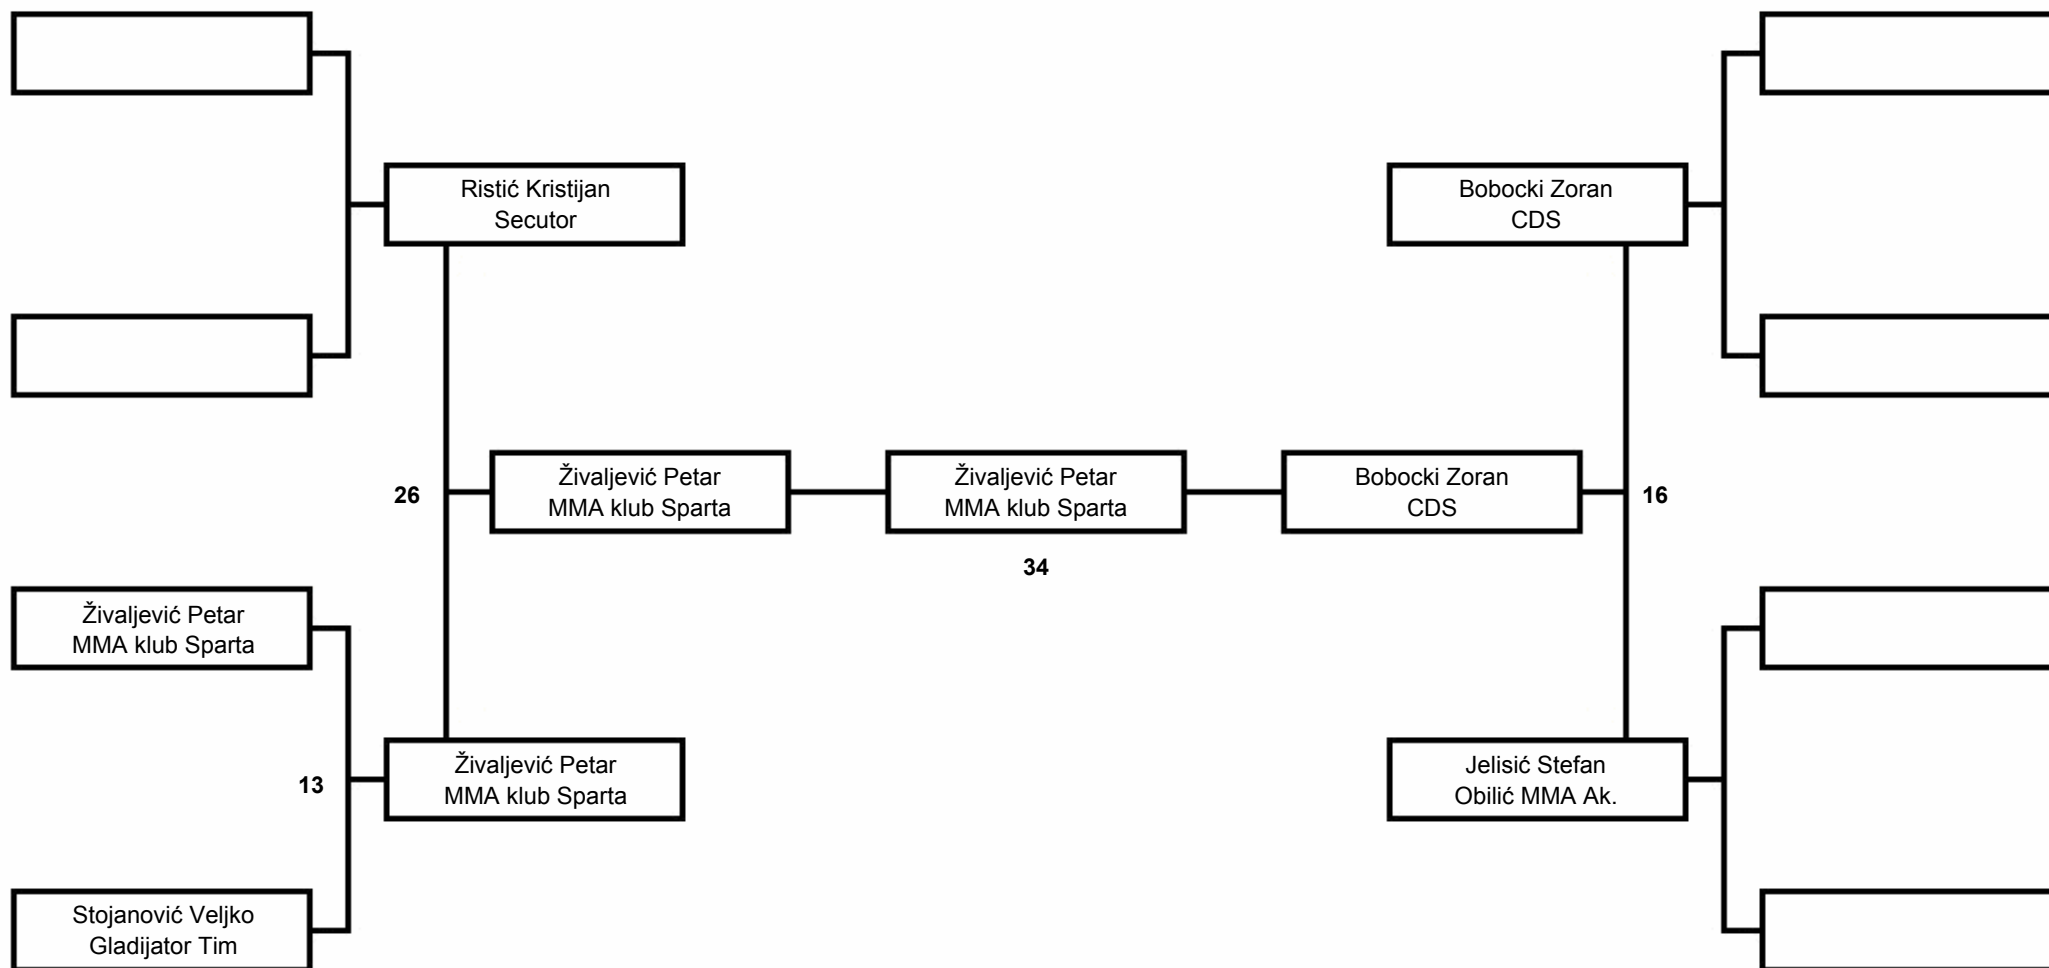 Ristić Kristijan
Secutor
Bobocki Zoran
CDS
26
Živaljević Petar
MMA klub Sparta
Živaljević Petar
MMA klub Sparta
34
Bobocki Zoran
CDS
16
Živaljević Petar
MMA klub Sparta
13
Živaljević Petar
MMA klub Sparta
Jelisić Stefan
Obilić MMA Ak.
Stojanović Veljko
Gladijator Tim